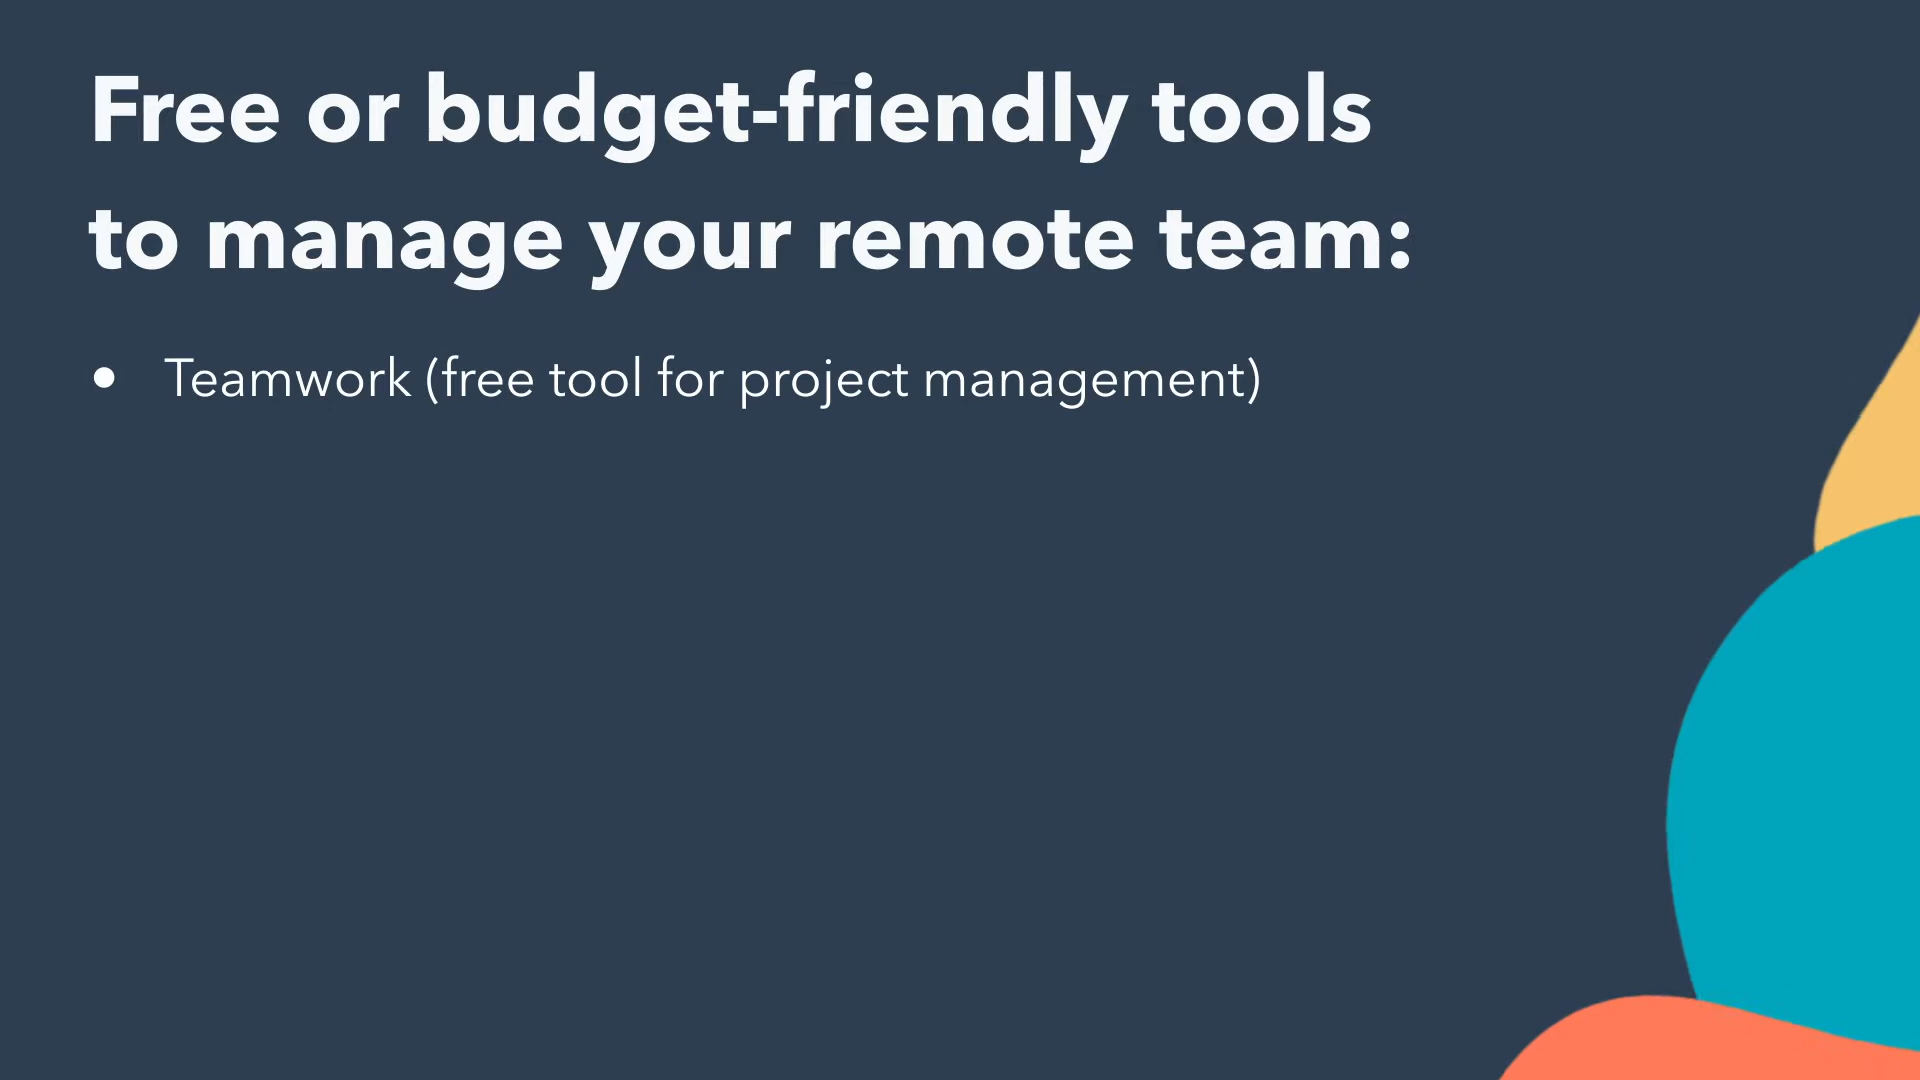 Free or budget-friendly tools
to manage your remote team:
● Teamwork (free tool for project management)